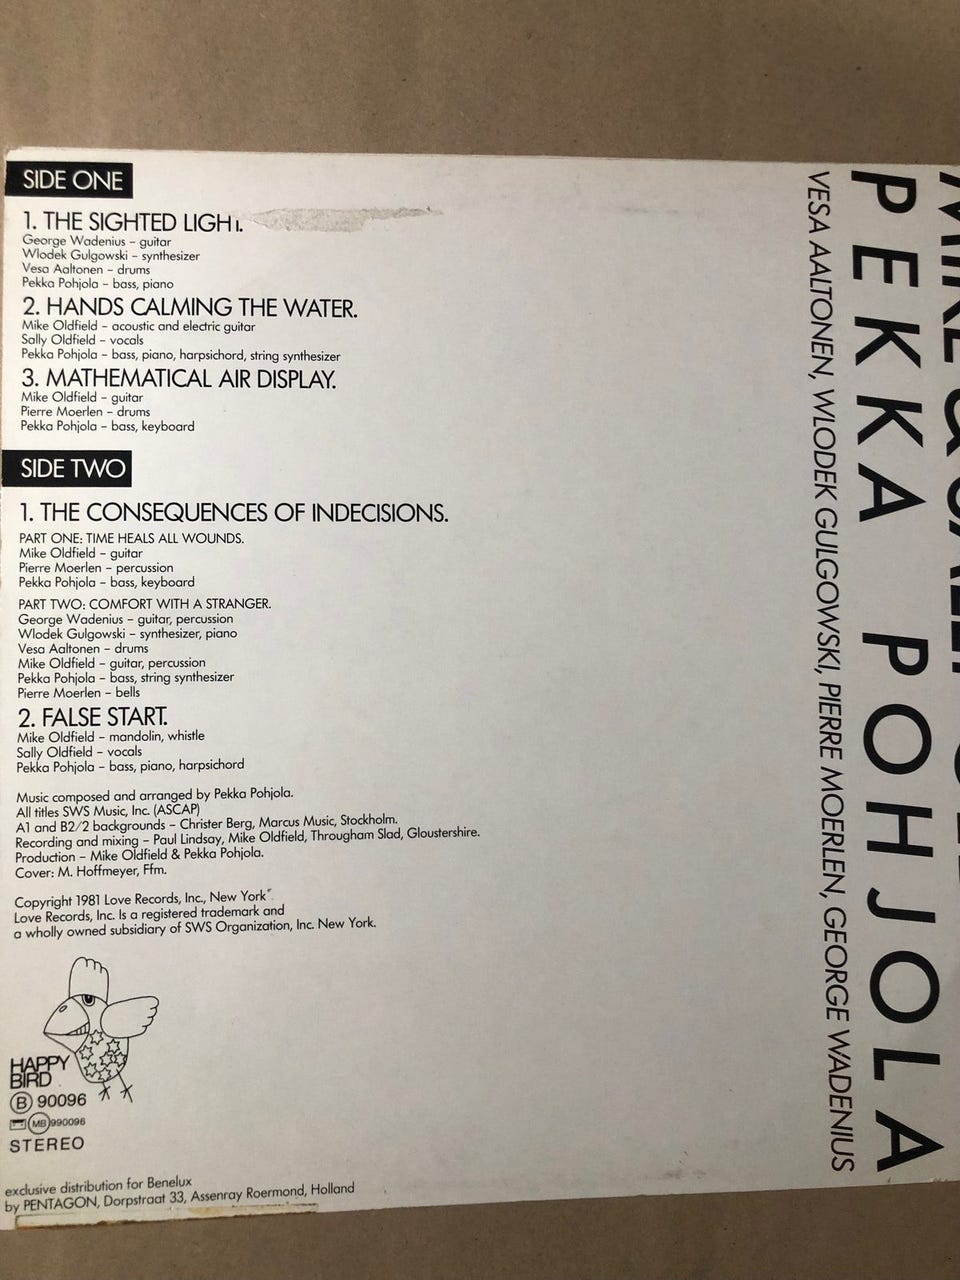 SIDE ONE
1. THE SIGHTED LIGHT.
George Wadenius – guitar
Wlodek Gulgowski – synthesizer
Vesa Aaltonen – drums
Pekka Pohjola – bass, piano
2. HANDS CALMING THE WATER.
Mike Oldfield – acoustic and electric guitar
Sally Oldfield – vocals
Pekka Pohjola – bass, piano, harpsichord, string synthesizer
3. MATHEMATICAL AIR DISPLAY.
Mike Oldfield – guitar
Pierre Moerlen – drums
Pekka Pohjola – bass, keyboard
SIDE TWO
1. THE CONSEQUENCES OF INDECISIONS.
PART ONE: TIME HEALS ALL WOUNDS.
Mike Oldfield – guitar
Pierre Moerlen – percussion
Pekka Pohjola – bass, keyboard
PART TWO: COMFORT WITH A STRANGER.
George Wadenius – guitar, percussion
Wlodek Gulgowski – synthesizer, piano
Vesa Aaltonen – drums
Mike Oldfield – guitar, percussion
Pekka Pohjola – bass, string synthesizer
Pierre Moerlen – bells
2. FALSE START.
Mike Oldfield – mandolin, whistle
Sally Oldfield – vocals
Pekka Pohjola – bass, piano, harpsichord
Music composed and arranged by Pekka Pohjola.
All titles SWS Music, Inc. (ASCAP)
A1 and B2/2 backgrounds – Christer Berg, Marcus Music, Stockholm.
Recording and mixing – Paul Lindsay, Mike Oldfield, Througham Slad, Gloustershire.
Production – Mike Oldfield & Pekka Pohjola.
Cover: M. Hoffmeyer, Ffm.
Copyright 1981 Love Records, Inc., New York
Love Records, Inc. Is a registered trademark and
a wholly owned subsidiary of SWS Organization, Inc. New York.
HAPPY
BIRD
B 90096
MB 990096
STEREO
exclusive distribution for Benelux
by PENTAGON, Dorpstraat 33, Assenray Roermond, Holland
MIKE &
PEKKA POHJOLA
VESA AALTONEN, WLODEK GULGOWSKI, PIERRE MOERLEN, GEORGE WADENIUS